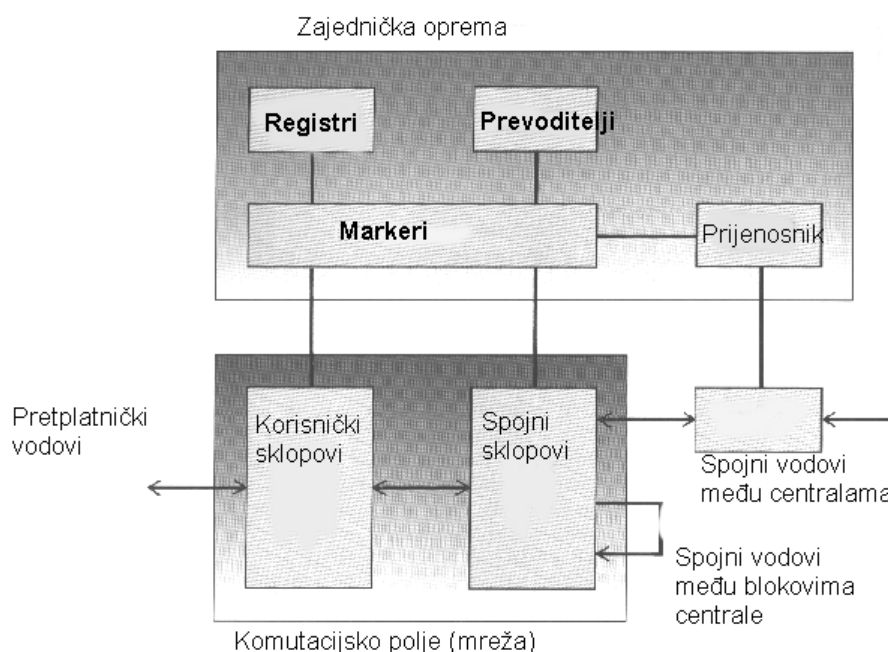 Zajednička oprema
Registri
Prevoditelji
Markeri
Prijenosnik
Pretplatnički
vodovi
Korisnički
sklopovi
Spojni
sklopovi
Spojni vodovi
među centralama
Spojni vodovi
među blokovima
centrale
Komutacijsko polje (mreža)